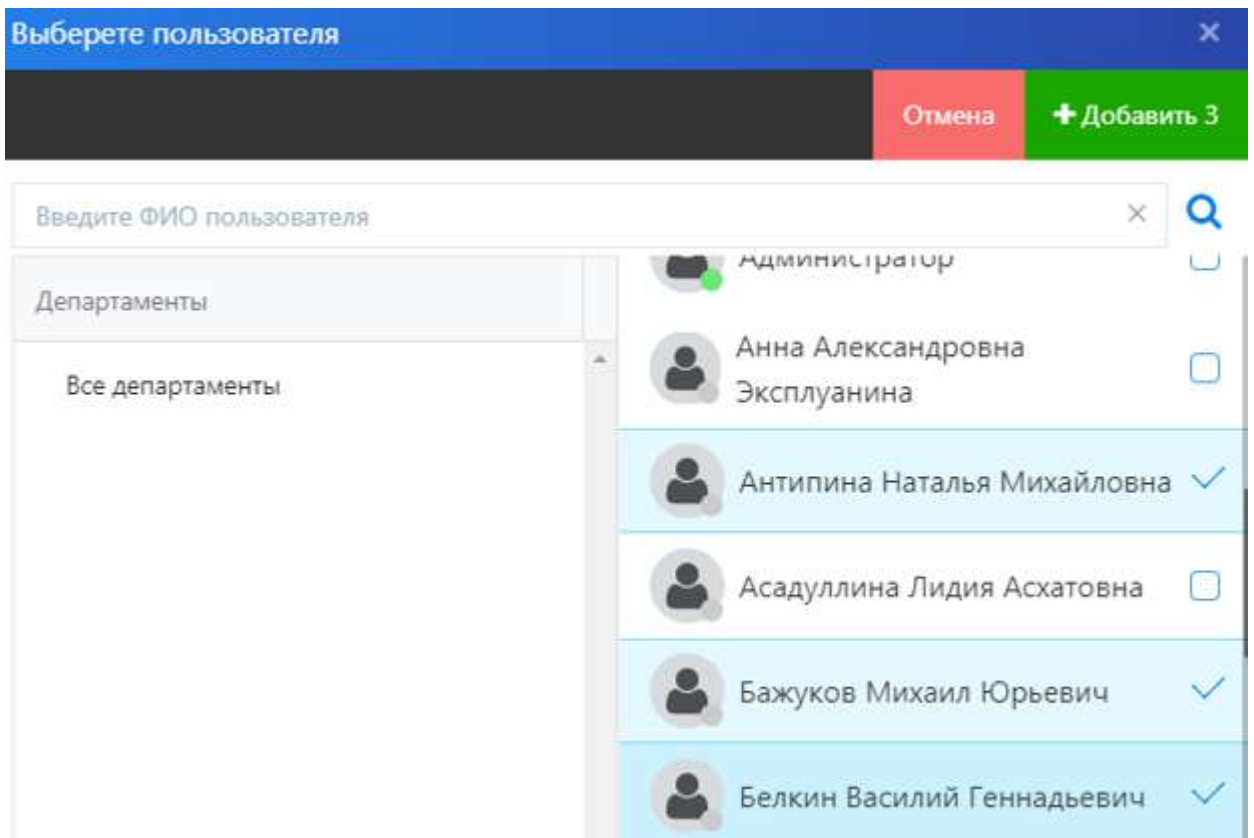 Выберете пользователя
Отмена
Добавить 3
Введите ФИО пользователя
Департаменты
Все департаменты
Администратор
Анна Александровна
Эксплуанина
Антипина Наталья Михайловна
Асадуллина Лидия Асхатовна
Бажуков Михаил Юрьевич
Белкин Василий Геннадьевич